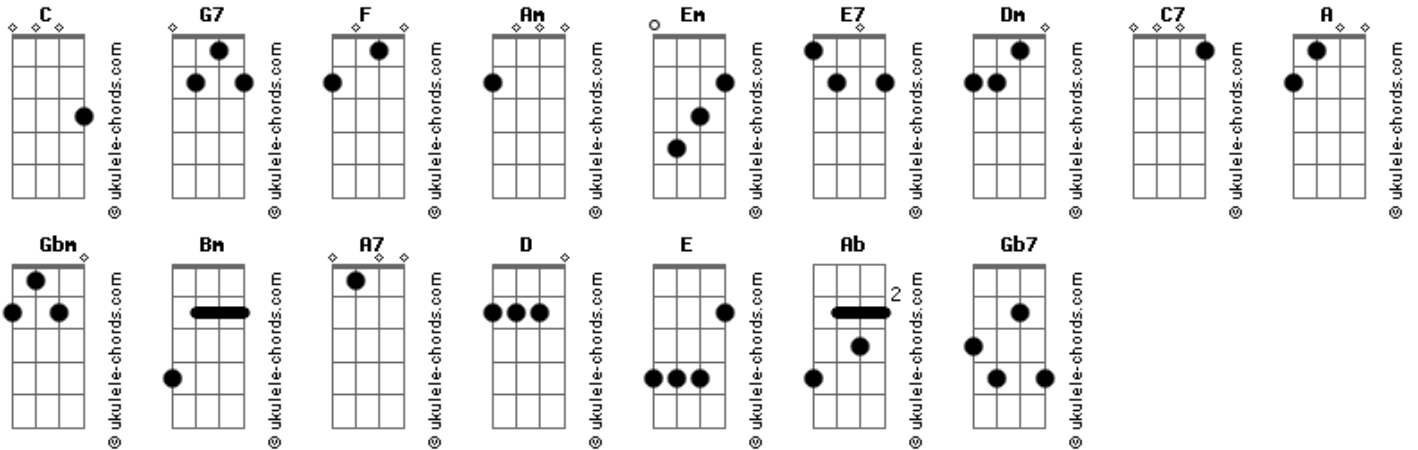 C G7 F Am Em E7 Dm C7 A
© ukulele-chords.com © ukulele-chords.com © ukulele-chords.com © ukulele-chords.com © ukulele-chords.com © ukulele-chords.com © ukulele-chords.com © ukulele-chords.com © ukulele-chords.com
Gbm Bm A7 D E Ab Gb7
2
© ukulele-chords.com © ukulele-chords.com © ukulele-chords.com © ukulele-chords.com © ukulele-chords.com © ukulele-chords.com © ukulele-chords.com